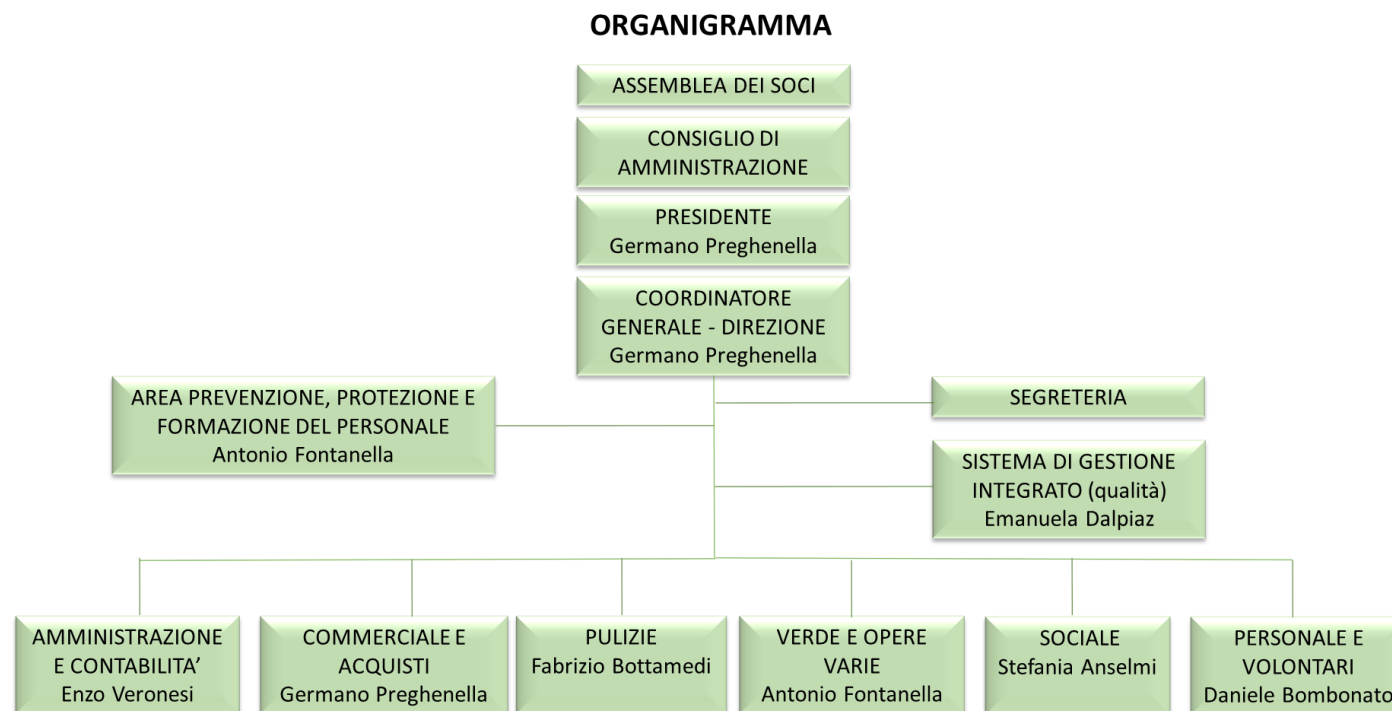 ORGANIGRAMMA
ASSEMBLEA DEI SOCI
CONSIGLIO DI
AMMINISTRAZIONE
PRESIDENTE
Germano Preghenella
COORDINATORE
GENERALE - DIREZIONE
Germano Preghenella
AREA PREVENZIONE, PROTEZIONE E
FORMAZIONE DEL PERSONALE
Antonio Fontanella
SEGRETERIA
SISTEMA DI GESTIONE
INTEGRATO (qualità)
Emanuela Dalpiaz
AMMINISTRAZIONE
E CONTABILITA’
Enzo Veronesi
COMMERCIALE E
ACQUISTI
Germano Preghenella
PULIZIE
Fabrizio Bottamedi
VERDE E OPERE
VARIE
Antonio Fontanella
SOCIALE
Stefania Anselmi
PERSONALE E
VOLONTARI
Daniele Bombonato